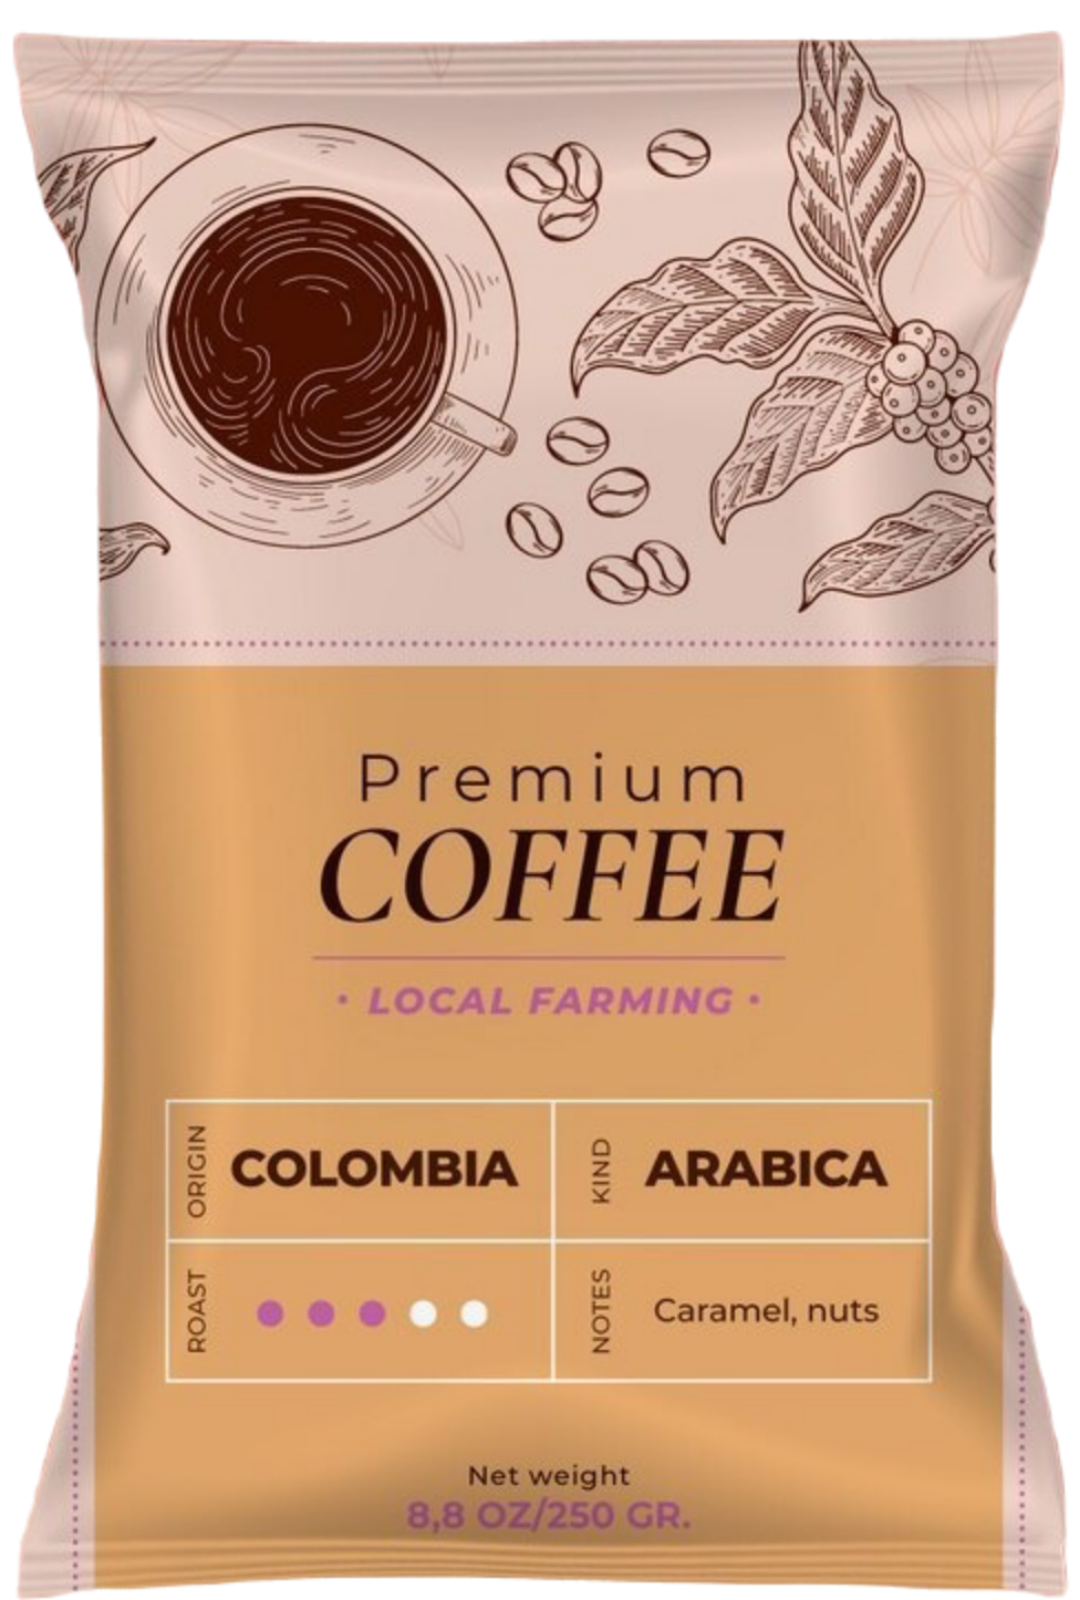 Premium
COFFEE
· LOCAL FARMING ·
ORIGIN
COLOMBIA
KIND
ARABICA
ROAST
NOTES
Caramel, nuts
Net weight
8,8 OZ/250 GR.